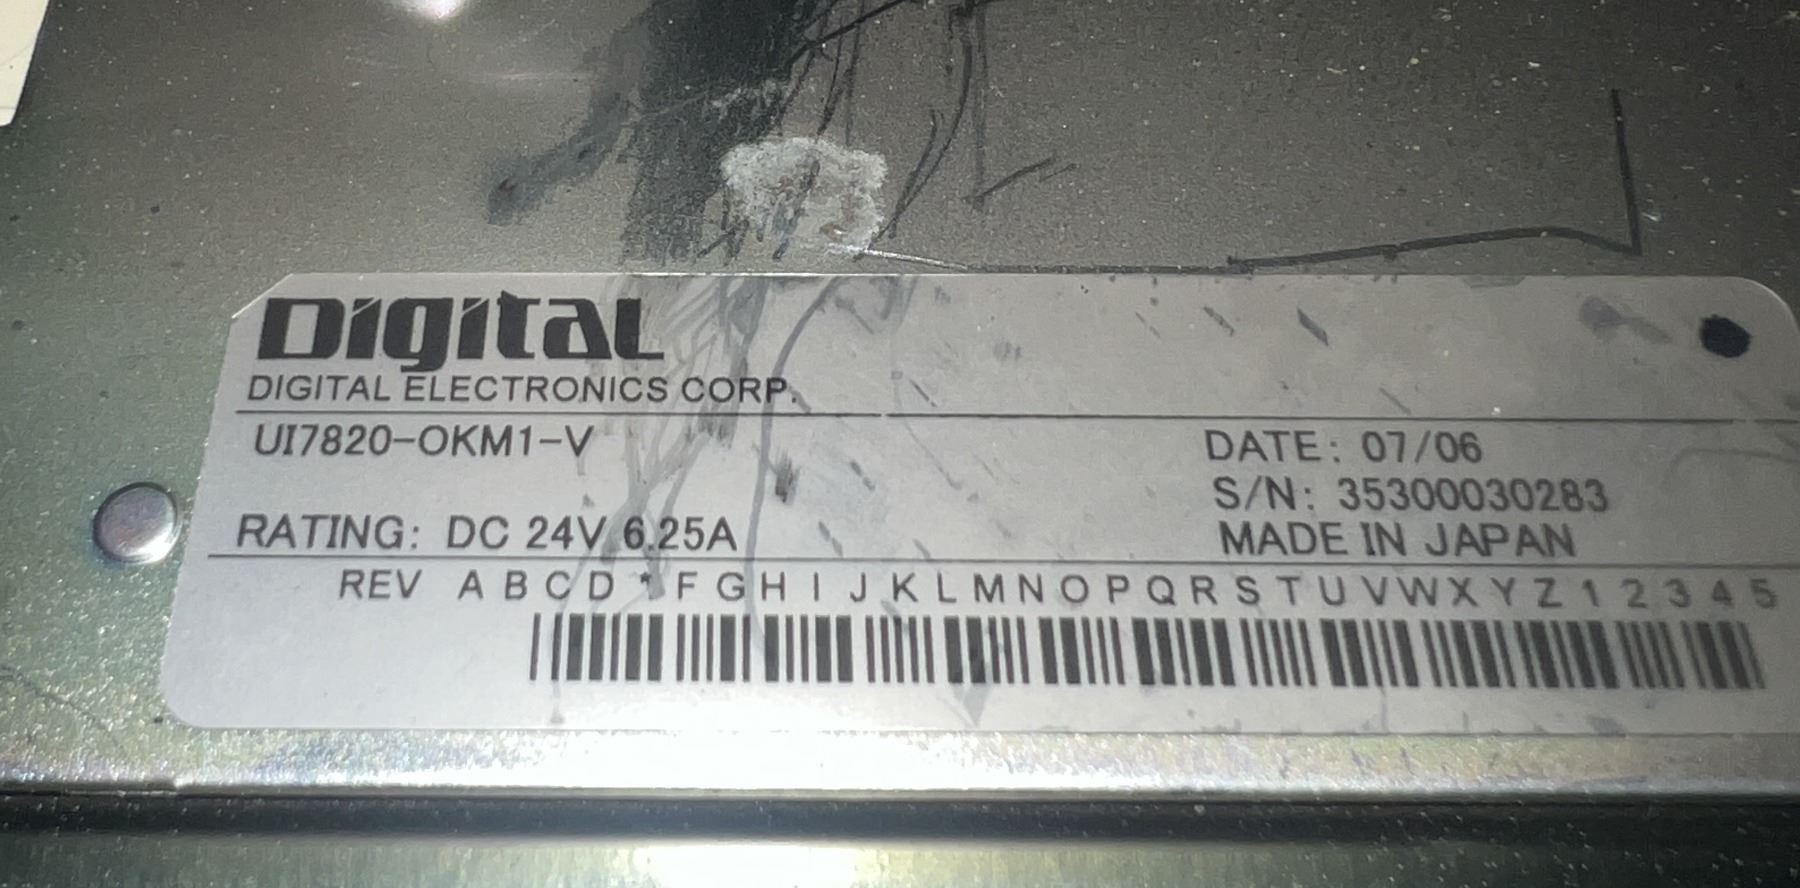 Digital
DIGITAL ELECTRONICS CORP.
UI7820-OKM1-V
DATE: 07/06
S/N: 35300030283
RATING: DC 24V 6.25A
MADE IN JAPAN
REV A B C D * F G H I J K L M N O P Q R S T U V W X Y Z 1 2 3 4 5